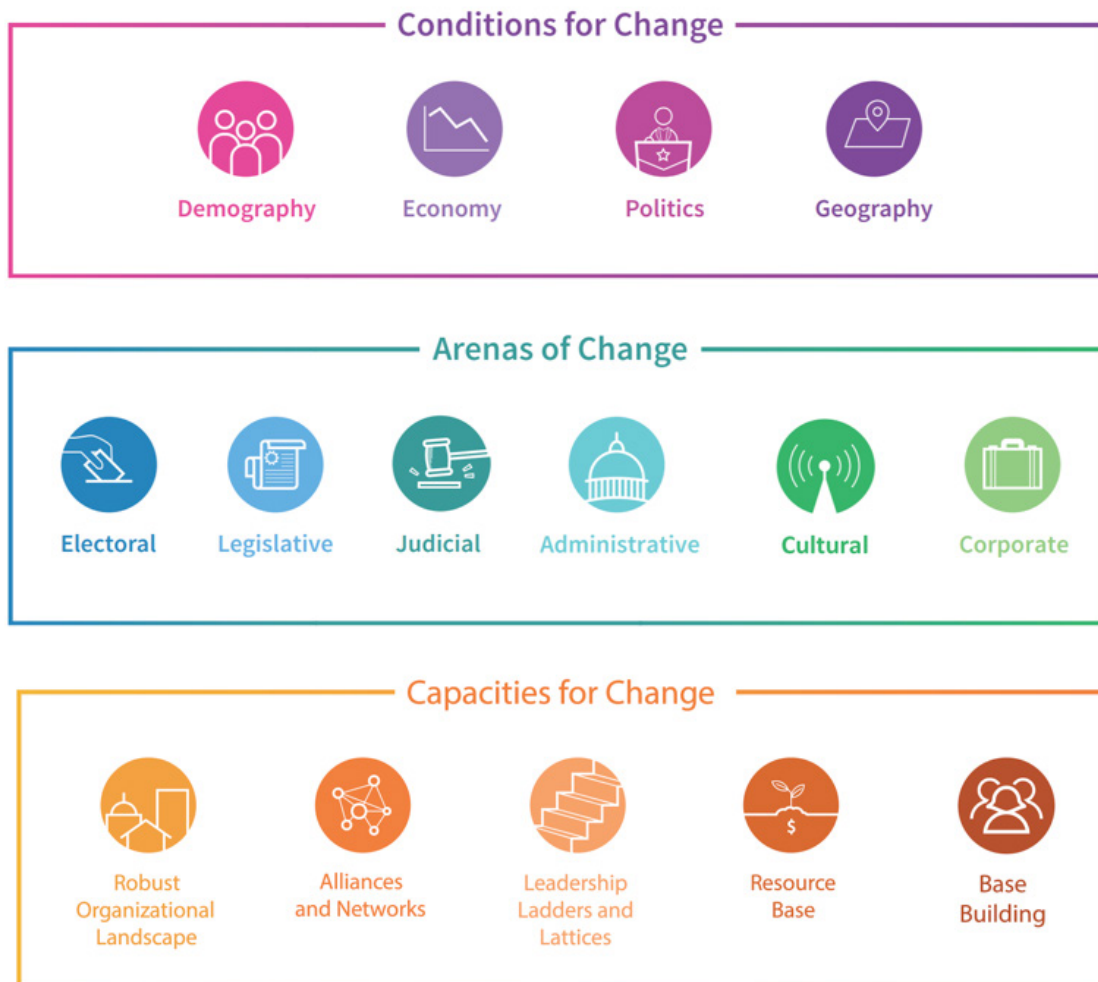 Conditions for Change
Demography
Economy
Politics
Geography
Arenas of Change
Electoral
Legislative
Judicial
Administrative
Cultural
Corporate
Capacities for Change
Robust
Organizational
Landscape
Alliances
and Networks
Leadership
Ladders and
Lattices
$
Resource
Base
Base
Building